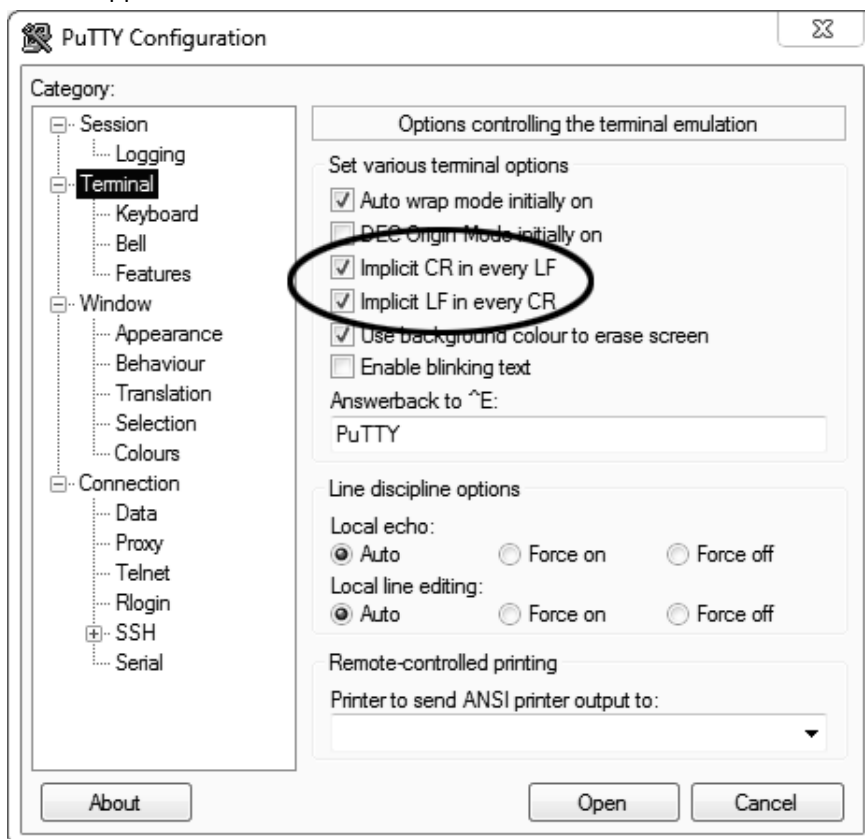 PuTTY Configuration
Category:
Session
Logging
Terminal
Keyboard
Bell
Features
Window
Appearance
Behaviour
Translation
Selection
Colours
Connection
Data
Proxy
Telnet
Rlogin
SSH
Serial
Options controlling the terminal emulation
Set various terminal options
Auto wrap mode initially on
DEC Origin Mode initially on
Implicit CR in every LF
Implicit LF in every CR
Use background colour to erase screen
Enable blinking text
Answerback to ^E:
PuTTY
Line discipline options
Local echo:
Auto Force on Force off
Local line editing:
Auto Force on Force off
Remote-controlled printing
Printer to send ANSI printer output to:
About Open Cancel